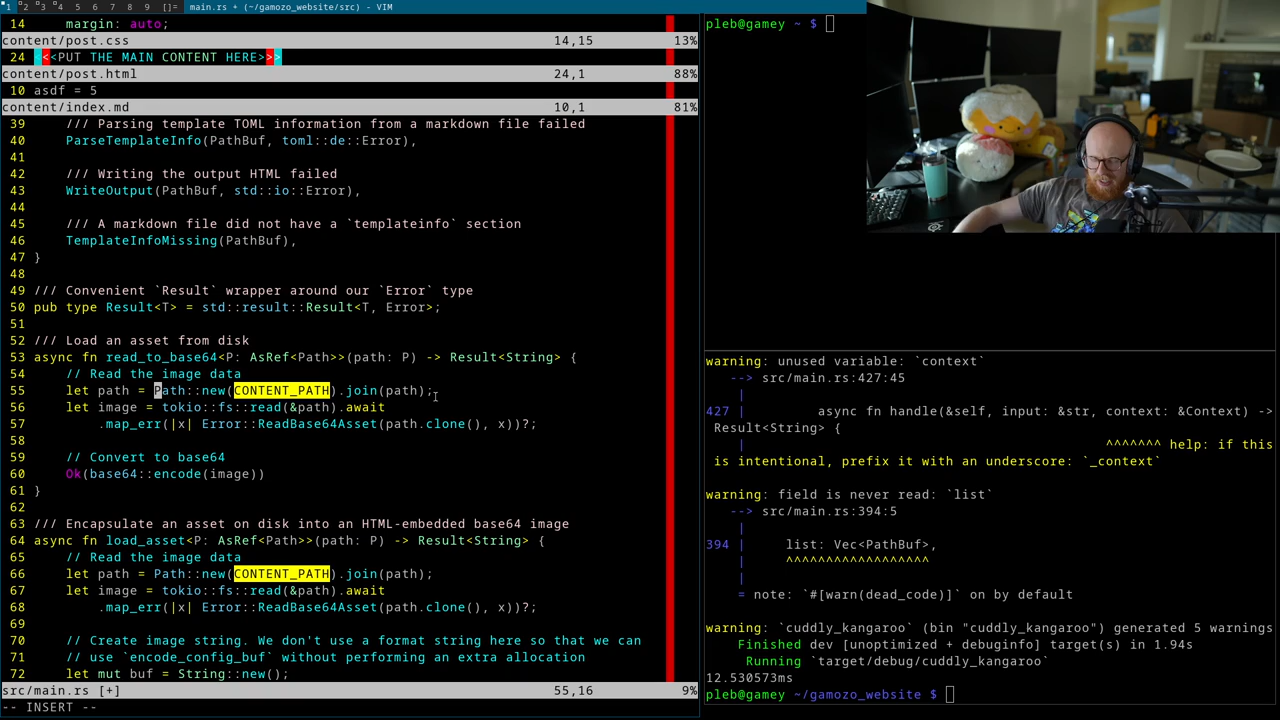 1 2 3 4 5 6 7 8 9 []= main.rs + (~/gamozo_website/src) - VIM
14 margin: auto;
content/post.css 14,15 13%
24 <<<PUT THE MAIN CONTENT HERE>>>
content/post.html 24,1 88%
10 asdf = 5
content/index.md 10,1 81%
39 /// Parsing template TOML information from a markdown file failed
40 ParseTemplateInfo(PathBuf, toml::de::Error),
41
42 /// Writing the output HTML failed
43 WriteOutput(PathBuf, std::io::Error),
44
45 /// A markdown file did not have a `templateinfo` section
46 TemplateInfoMissing(PathBuf),
47 }
48
49 /// Convenient `Result` wrapper around our `Error` type
50 pub type Result<T> = std::result::Result<T, Error>;
51
52 /// Load an asset from disk
53 async fn read_to_base64<P: AsRef<Path>>(path: P) -> Result<String> {
54 // Read the image data
55 let path = Path::new(CONTENT_PATH).join(path);
56 let image = tokio::fs::read(&path).await
57 .map_err(|x| Error::ReadBase64Asset(path.clone(), x))?;
58
59 // Convert to base64
60 Ok(base64::encode(image))
61 }
62
63 /// Encapsulate an asset on disk into an HTML-embedded base64 image
64 async fn load_asset<P: AsRef<Path>>(path: P) -> Result<String> {
65 // Read the image data
66 let path = Path::new(CONTENT_PATH).join(path);
67 let image = tokio::fs::read(&path).await
68 .map_err(|x| Error::ReadBase64Asset(path.clone(), x))?;
69
70 // Create image string. We don't use a format string here so that we can
71 // use `encode_config_buf` without performing an extra allocation
72 let mut buf = String::new();
src/main.rs [+] 55,16 9%
-- INSERT --
pleb@gamey ~ $
warning: unused variable: `context`
--> src/main.rs:427:45
|
427 | async fn handle(&self, input: &str, context: &Context) ->
Result<String> {
| ^^^^^^^ help: if this
is intentional, prefix it with an underscore: `_context`
warning: field is never read: `list`
--> src/main.rs:394:5
|
394 | list: Vec<PathBuf>,
| ^^^^^^^^^^^^^^^^^^
|
= note: `#[warn(dead_code)]` on by default
warning: `cuddly_kangaroo` (bin "cuddly_kangaroo") generated 5 warnings
Finished dev [unoptimized + debuginfo] target(s) in 1.94s
Running `target/debug/cuddly_kangaroo`
12.530573ms
pleb@gamey ~/gamozo_website $